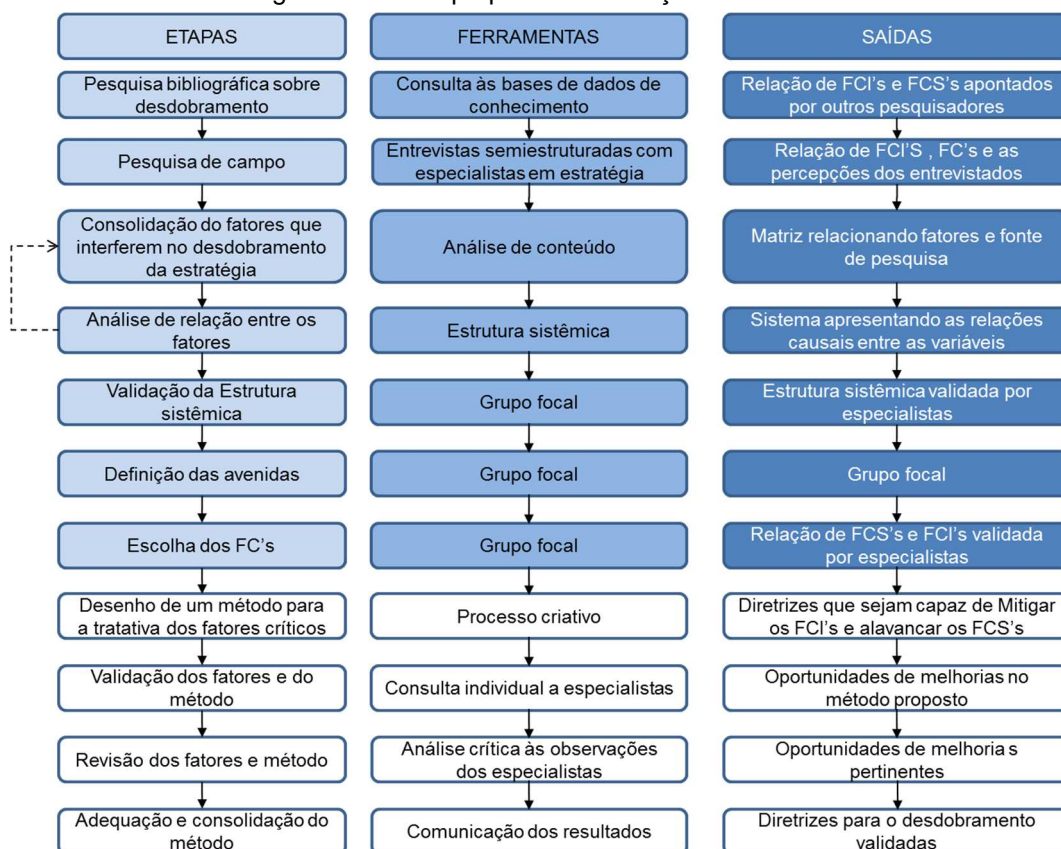 ETAPAS
FERRAMENTAS
SAÍDAS
Pesquisa bibliográfica sobre
desdobramento
Consulta às bases de dados de
conhecimento
Relação de FCI's e FCS's apontados
por outros pesquisadores
Pesquisa de campo
Entrevistas semiestruturadas com
especialistas em estratégia
Relação de FCI'S , FC's e as
percepções dos entrevistados
Consolidação do fatores que
interferem no desdobramento
da estratégia
Análise de conteúdo
Matriz relacionando fatores e fonte
de pesquisa
Análise de relação entre os
fatores
Estrutura sistêmica
Sistema apresentando as relações
causais entre as variáveis
Validação da Estrutura
sistêmica
Grupo focal
Estrutura sistêmica validada por
especialistas
Definição das avenidas
Grupo focal
Grupo focal
Escolha dos FC's
Grupo focal
Relação de FCS's e FCI's validada
por especialistas
Desenho de um método para
a tratativa dos fatores críticos
Processo criativo
Diretrizes que sejam capaz de Mitigar
os FCI's e alavancar os FCS's
Validação dos fatores e do
método
Consulta individual a especialistas
Oportunidades de melhorias no
método proposto
Revisão dos fatores e método
Análise crítica às observações
dos especialistas
Oportunidades de melhoria s
pertinentes
Adequação e consolidação do
método
Comunicação dos resultados
Diretrizes para o desdobramento
validadas